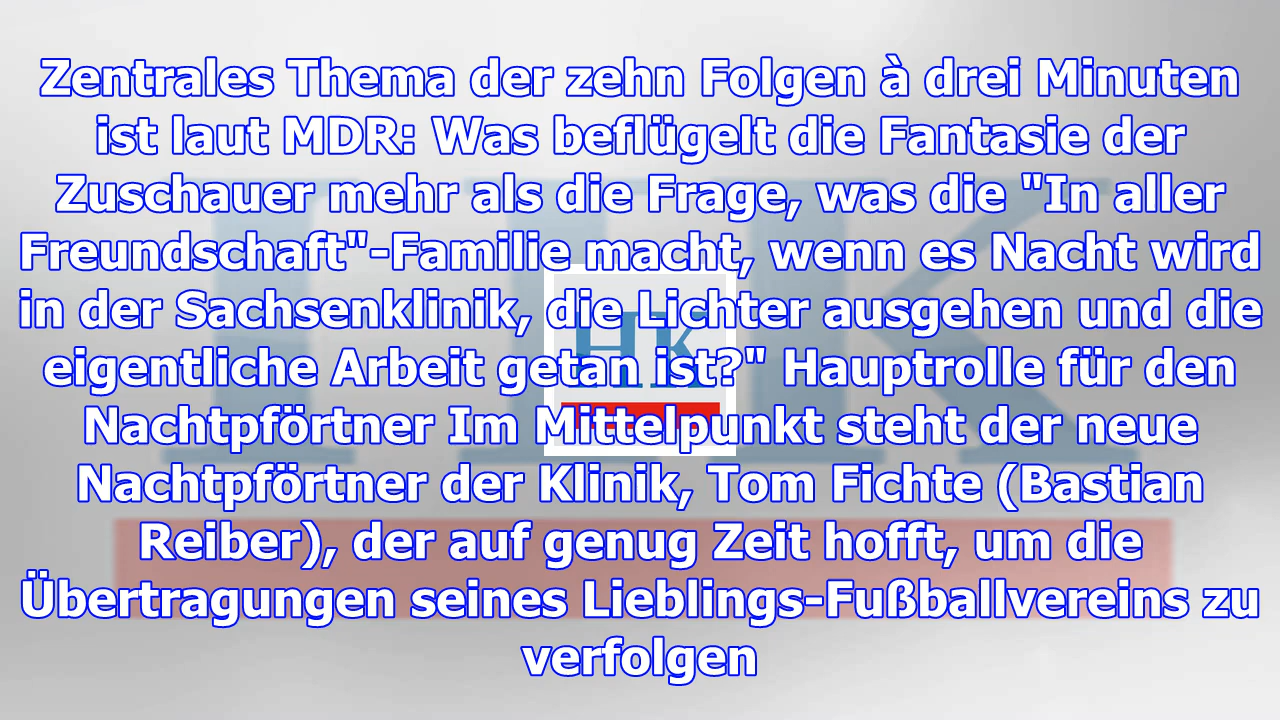 Zentrales Thema der zehn Folgen à drei Minuten
ist laut MDR: Was beflügelt die Fantasie der
Zuschauer mehr als die Frage, was die "In aller
Freundschaft"-Familie macht, wenn es Nacht wird
in der Sachsenklinik, die Lichter ausgehen und die
eigentliche Arbeit getan ist?" Hauptrolle für den
Nachtpförtner Im Mittelpunkt steht der neue
Nachtpförtner der Klinik, Tom Fichte (Bastian
Reiber), der auf genug Zeit hofft, um die
Übertragungen seines Lieblings-Fußballvereins zu
verfolgen
HK